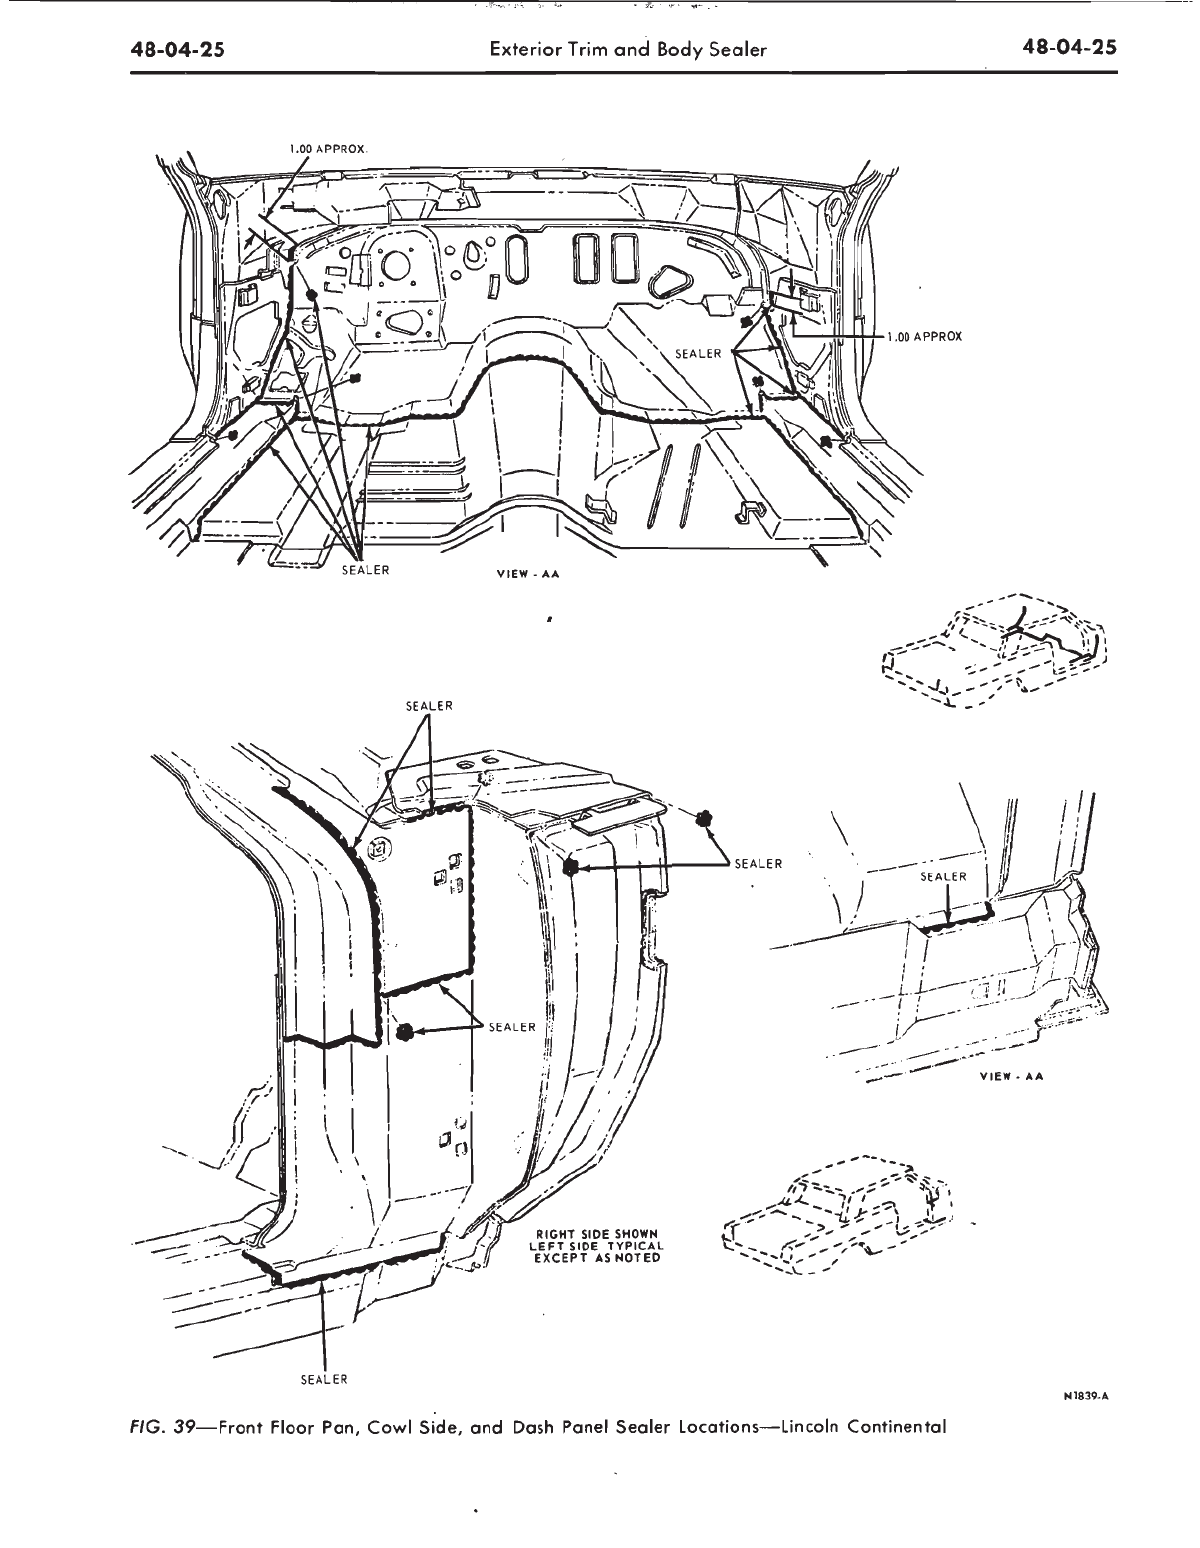 48-04-25 Exterior Trim and Body Sealer 48-04-25
1.00 APPROX.
1.00 APPROX
SEALER
SEALER
VIEW - AA
SEALER
SEALER
SEALER
SEALER
VIEW - AA
RIGHT SIDE SHOWN
LEFT SIDE TYPICAL
EXCEPT AS NOTED
SEALER
N1839-A
FIG. 39—Front Floor Pan, Cowl Side, and Dash Panel Sealer Locations—Lincoln Continental